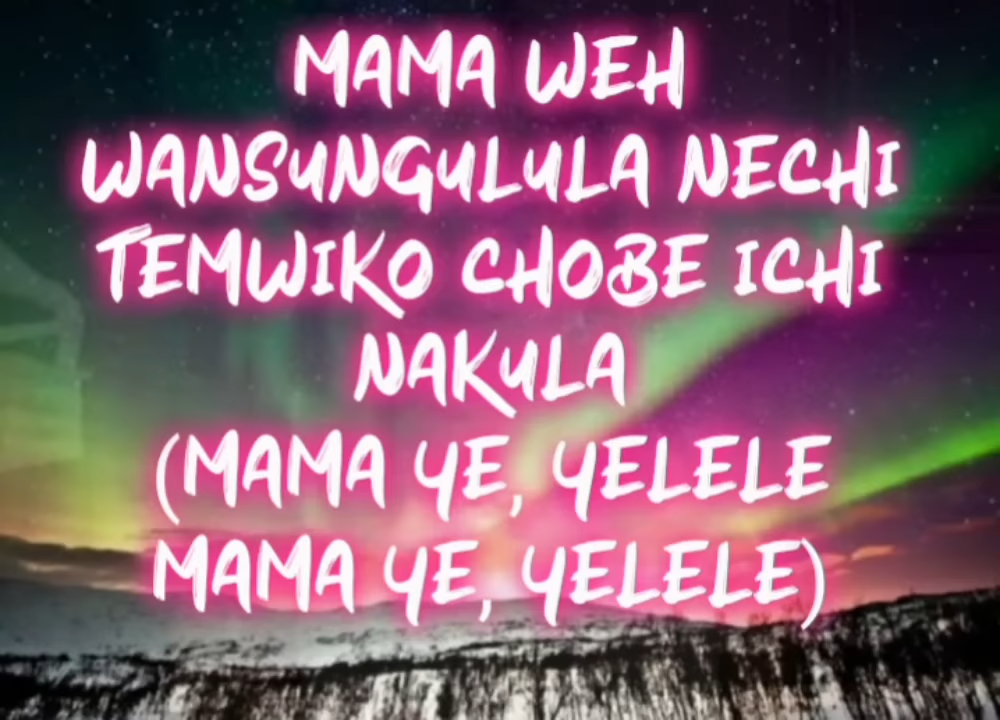 MAMA WEH
WANSUNGULULA NECHI
TEMWIKO CHOBE ICHI
NAKULA
(MAMA YE, YELELE
MAMA YE, YELELE)